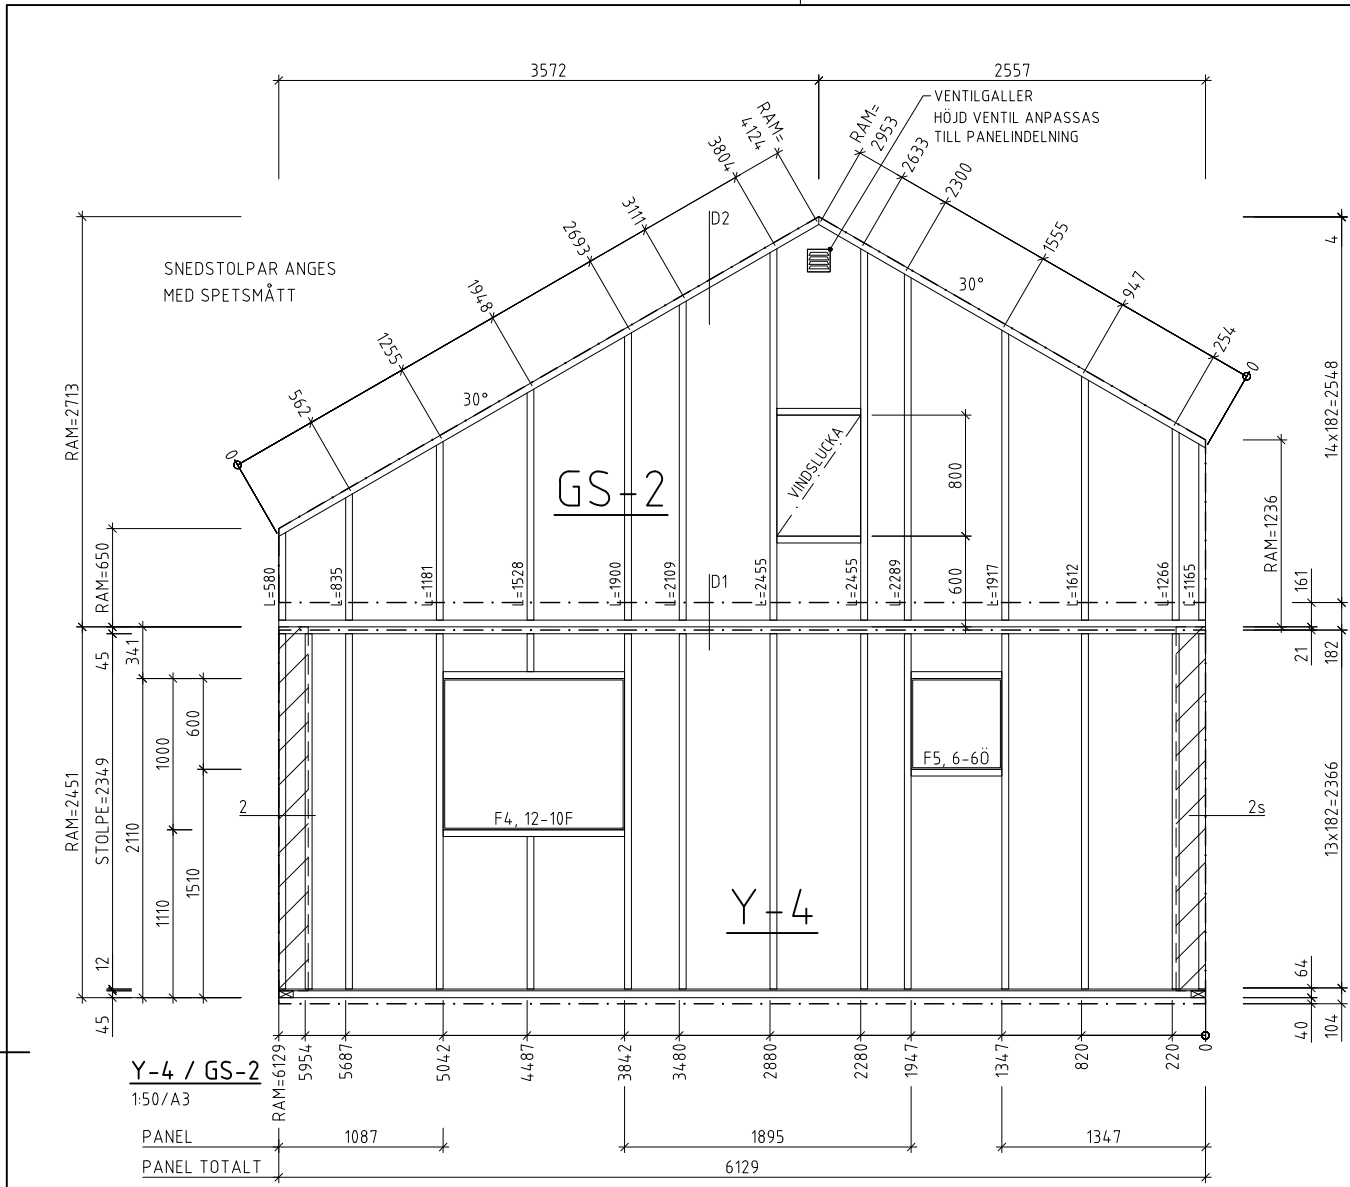 3572
2557
RAM=
4124
3804
3111
2693
1948
1255
562
0
RAM=
2953
2633
2300
1555
947
254
0
VENTILGALLER
HÖJD VENTIL ANPASSAS
TILL PANELINDELNING
SNEDSTOLPAR ANGES
MED SPETSMÅTT
D2
30°
30°
GS-2
VINDSLUCKA
800
600
D1
L=580
L=835
L=1181
L=1528
L=1900
L=2109
L=2455
L=2455
L=2289
L=1917
L=1612
L=1266
L=1165
RAM=2713
RAM=650
RAM=2451
45
STOLPE=2349
12
45
341
2110
1000
1110
600
1510
RAM=1236
161
21
64
40
4
14x182=2548
182
13x182=2366
104
2
2s
F4, 12-10F
F5, 6-6Ö
Y-4
RAM=6129
5954
5687
5042
4487
3842
3480
2880
2280
1947
1347
820
220
0
Y-4 / GS-2
1:50/A3
PANEL
1087
1895
1347
PANEL TOTALT
6129